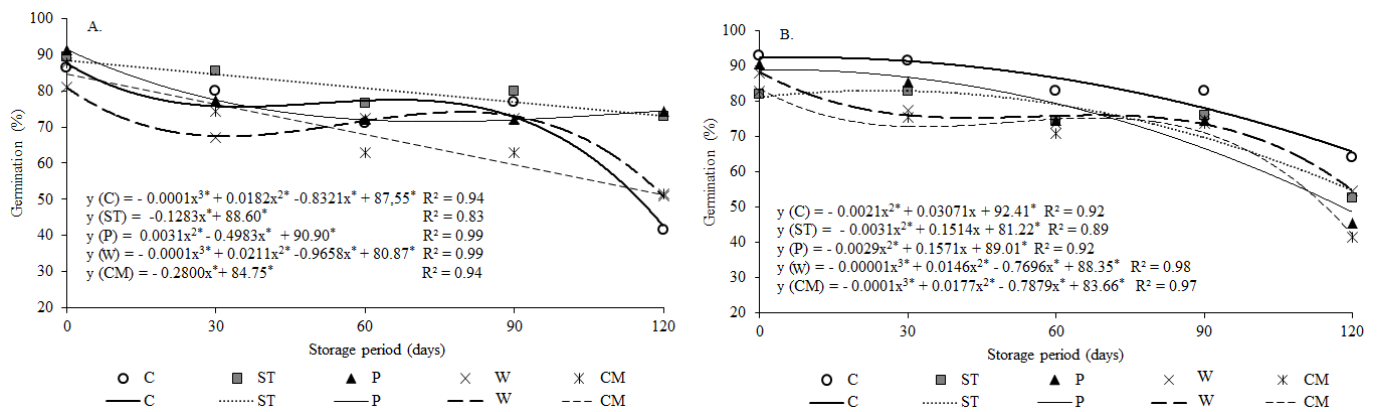 A.
Germination (%)
100
90
80
70
60
50
40
30
20
y (C) = - 0.0001x³* + 0.0182x²* -0.8321x* + 87,55* R² = 0.94
y (ST) = -0.1283x*+ 88.60* R² = 0.83
y (P) = 0.0031x²* - 0.4983x* + 90.90* R² = 0.99
y (W) = - 0.0001x³* + 0.0211x²* -0.9658x* + 80.87* R² = 0.99
y (CM) = - 0.2800x*+ 84.75* R² = 0.94
0 30 60 90 120
Storage period (days)
C ST P W CM
C ST P W CM
B.
Germination (%)
100
90
80
70
60
50
40
30
20
y (C) = - 0.0021x²* + 0.03071x + 92.41* R² = 0.92
y (ST) = - 0.0031x²* + 0.1514x + 81.22* R² = 0.89
y (P) = - 0.0029x²* + 0.1571x + 89.01* R² = 0.92
y (W) = - 0.00001x³* + 0.0146x²* - 0.7696x* + 88.35* R² = 0.98
y (CM) = - 0.0001x³* + 0.0177x²* - 0.7879x* + 83.66* R² = 0.97
0 30 60 90 120
Storage period (days)
C ST P W CM
C ST P W CM